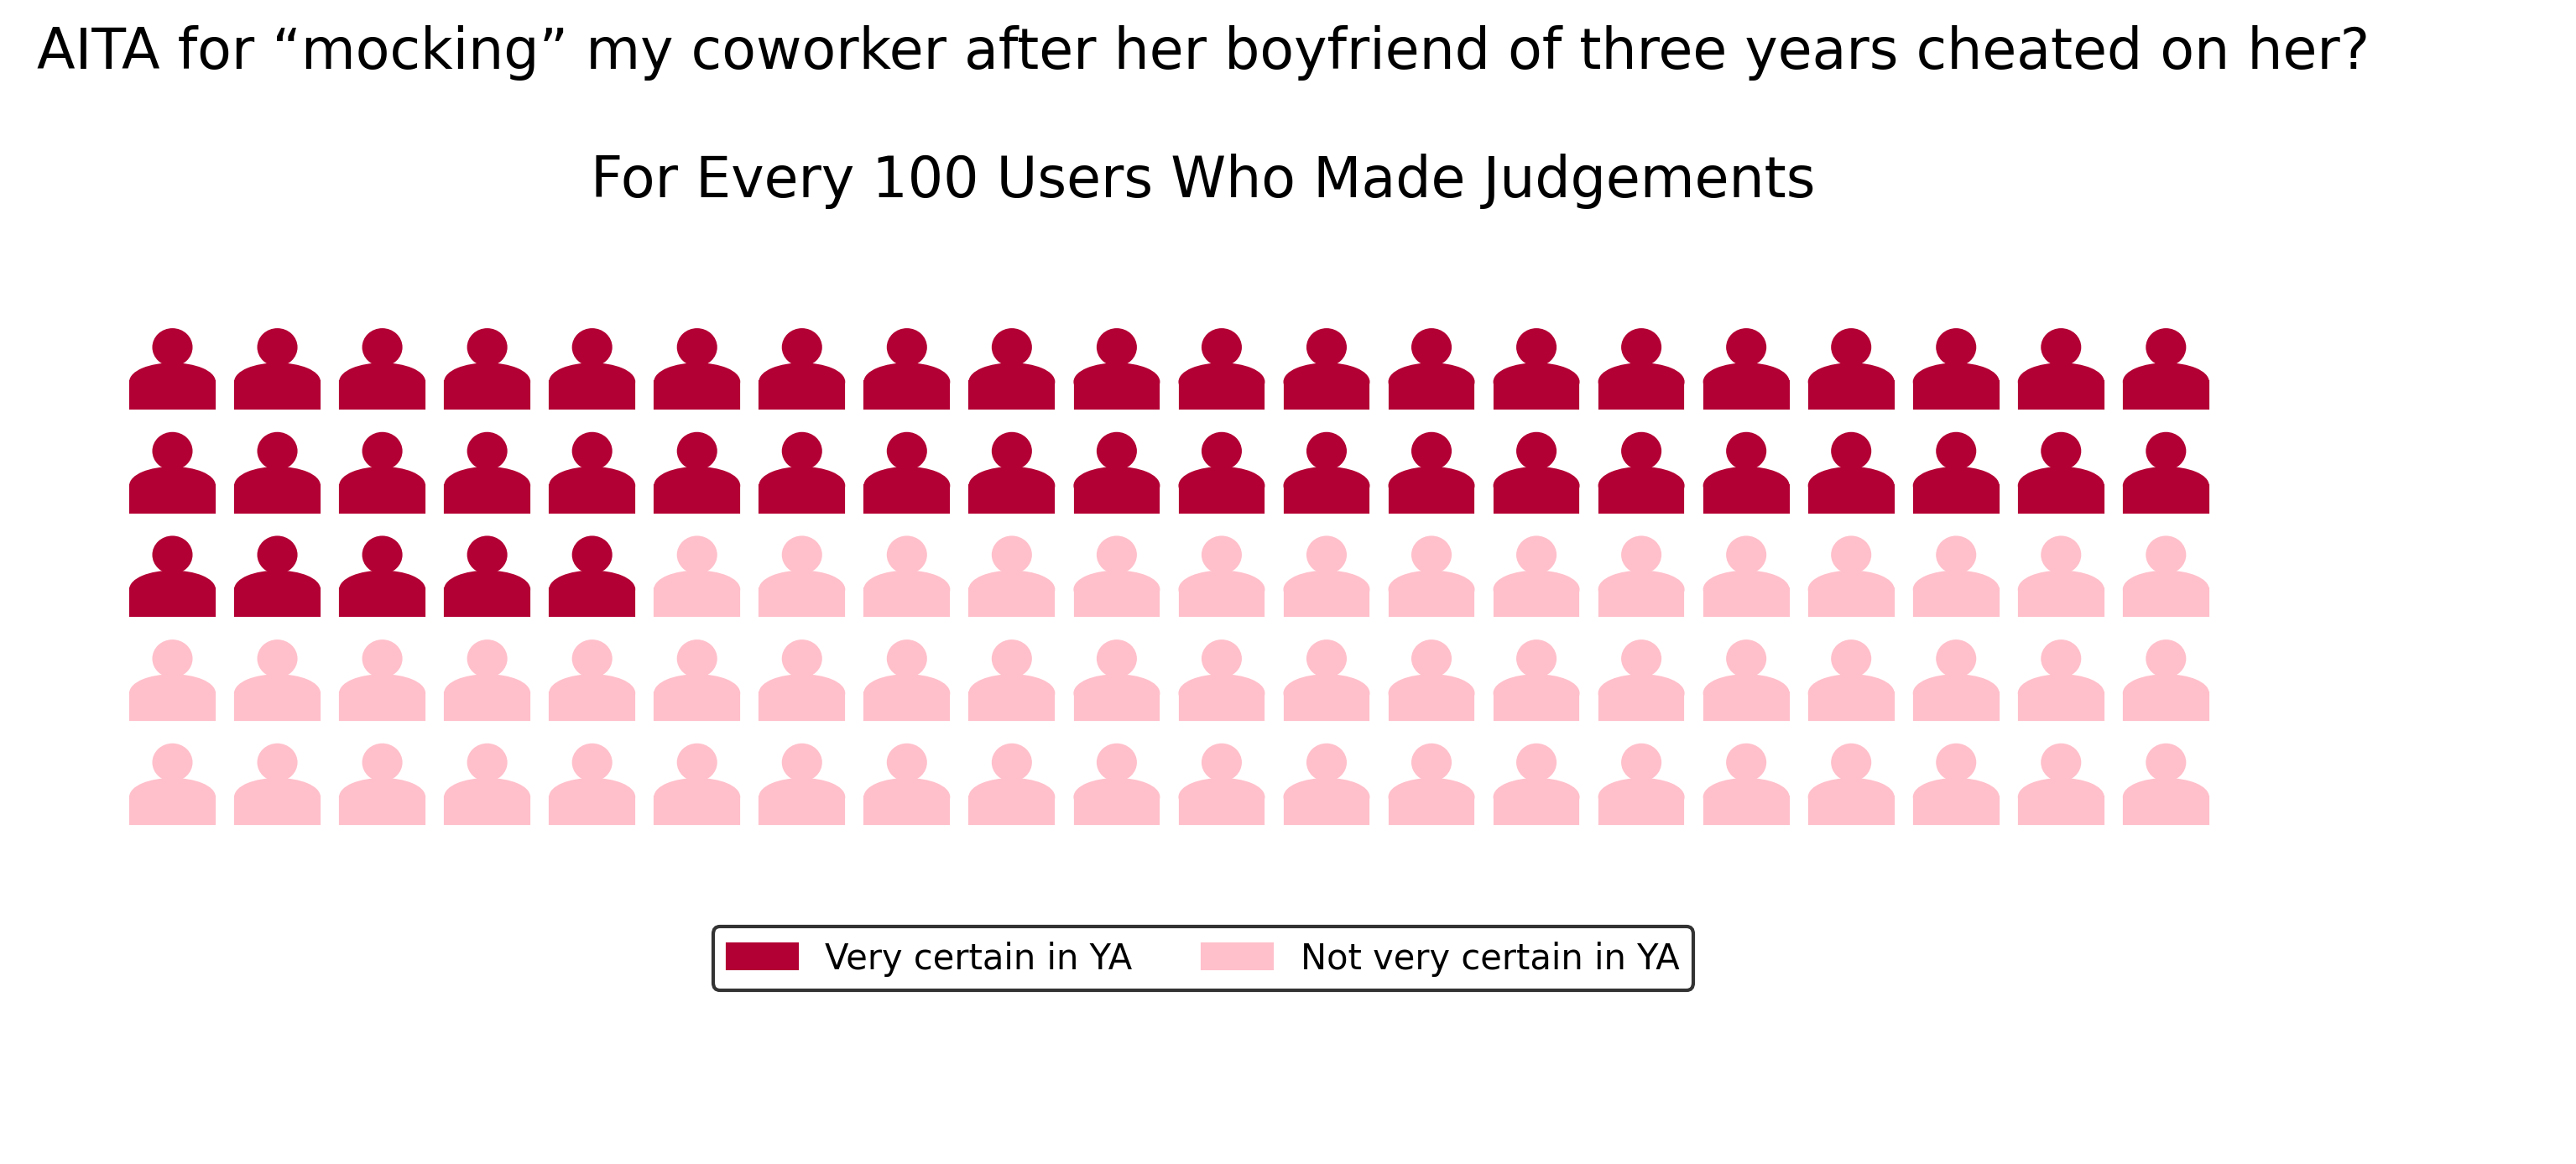 AITA for “mocking” my coworker after her boyfriend of three years cheated on her?
For Every 100 Users Who Made Judgements
Very certain in YA
Not very certain in YA